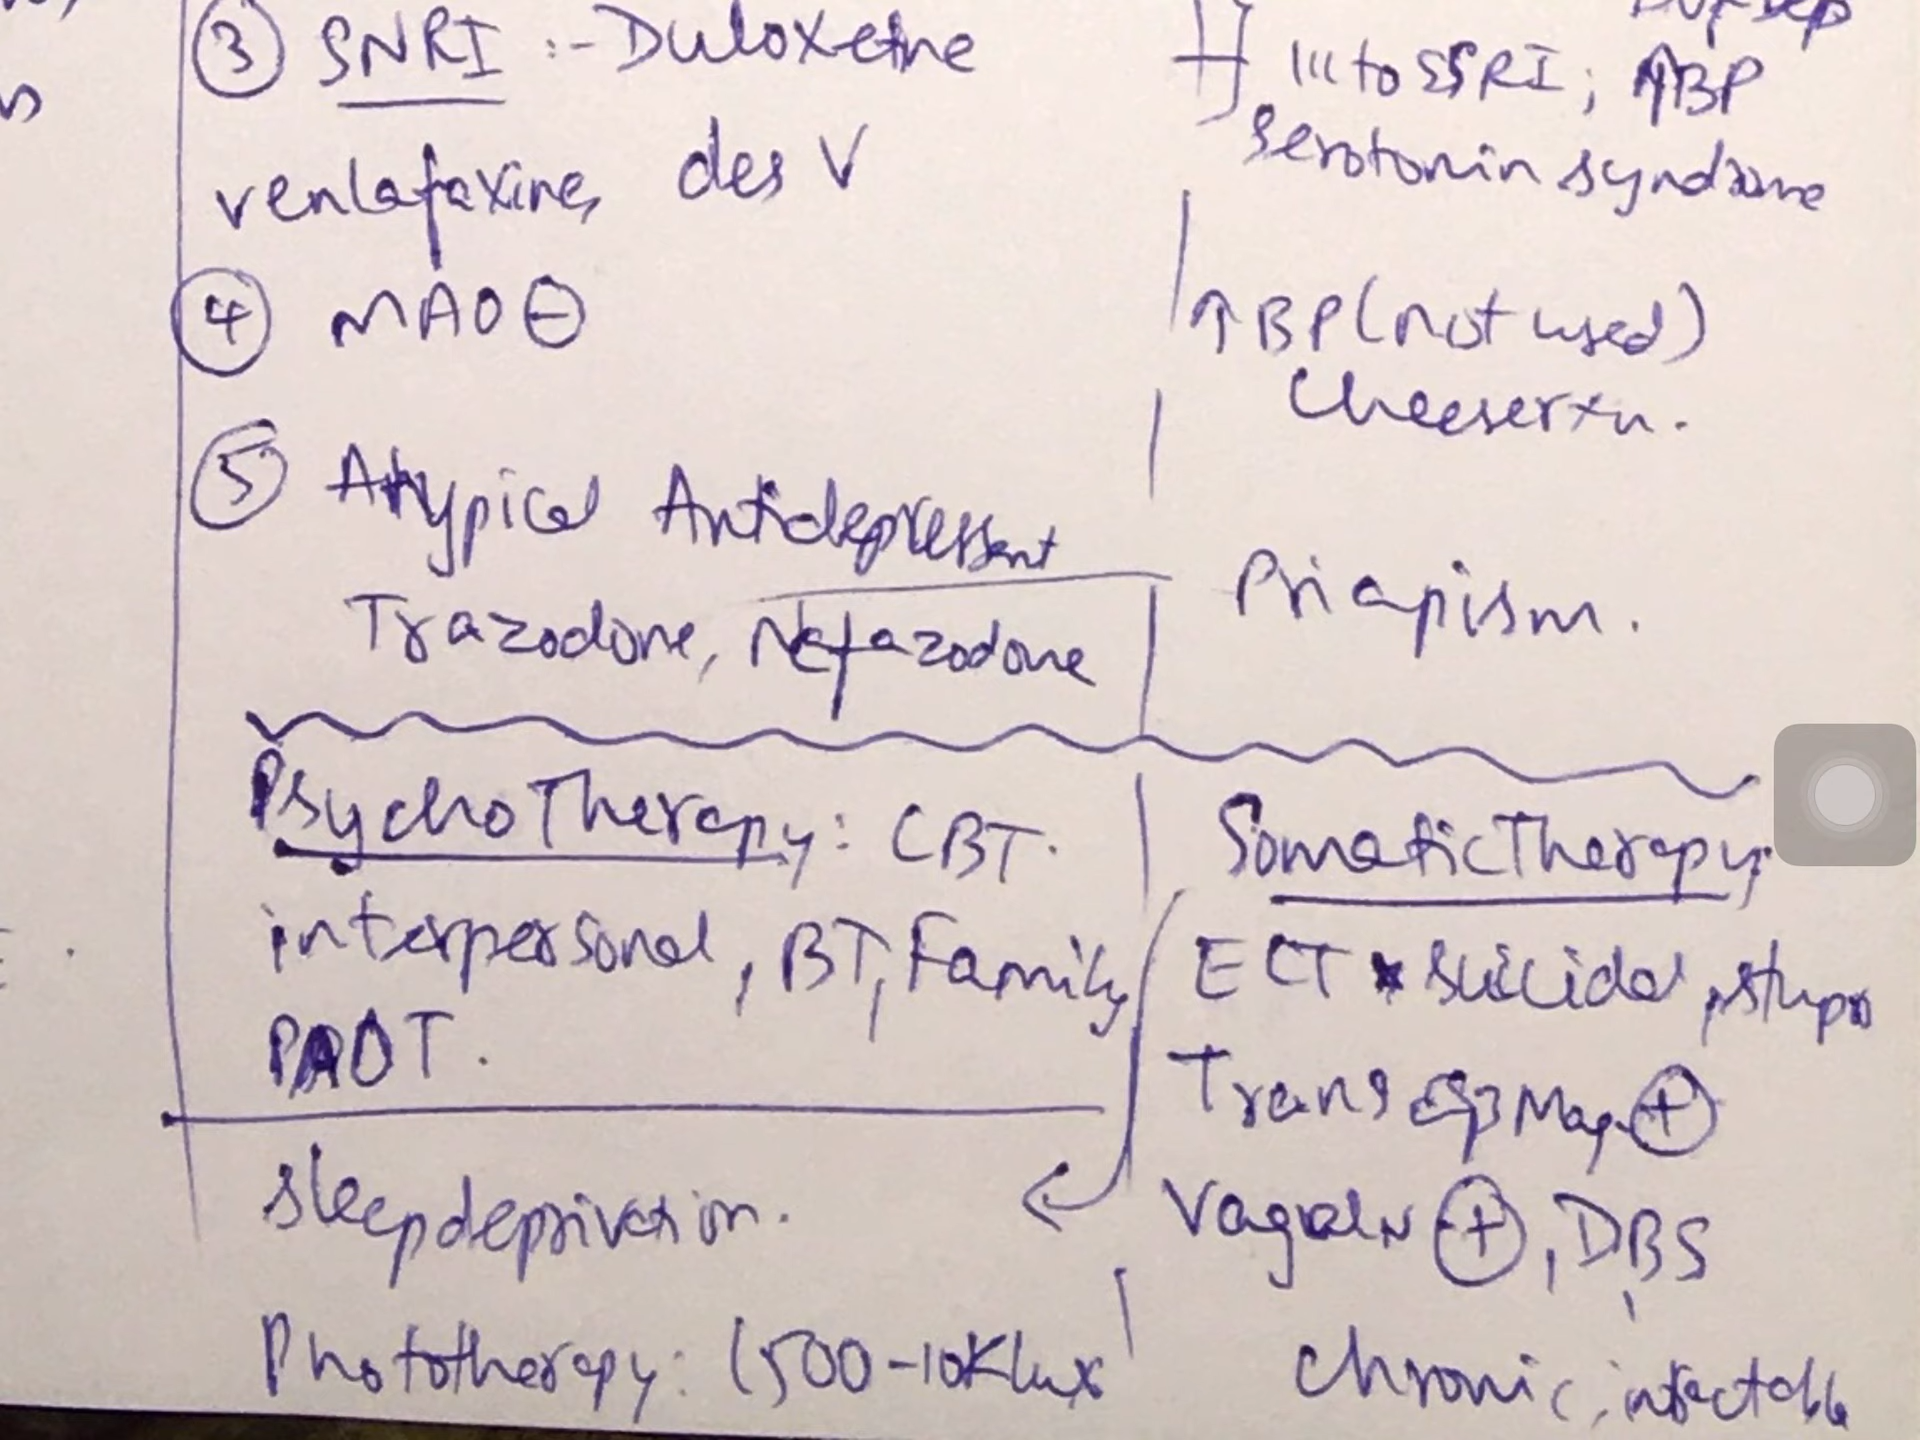 ③ SNRI :- Duloxetine
venlafaxine, des V
lll to SSRI; ↑BP
serotonin syndrome
④ MAO ⊖
↑BP (not used)
Cheese rxn.
⑤ Atypical Antidepressant
Trazodone, Nefazodone
Priapism.
PsychoTherapy: CBT.
interpersonal, BT, Family
Somatic Therapy:
ECT suicidal, stupor
Trans Mag ⊕
Vagal N ⊕, DBS
chronic, intractable
sleep deprivation.
Phototherapy: 1500-10K lux